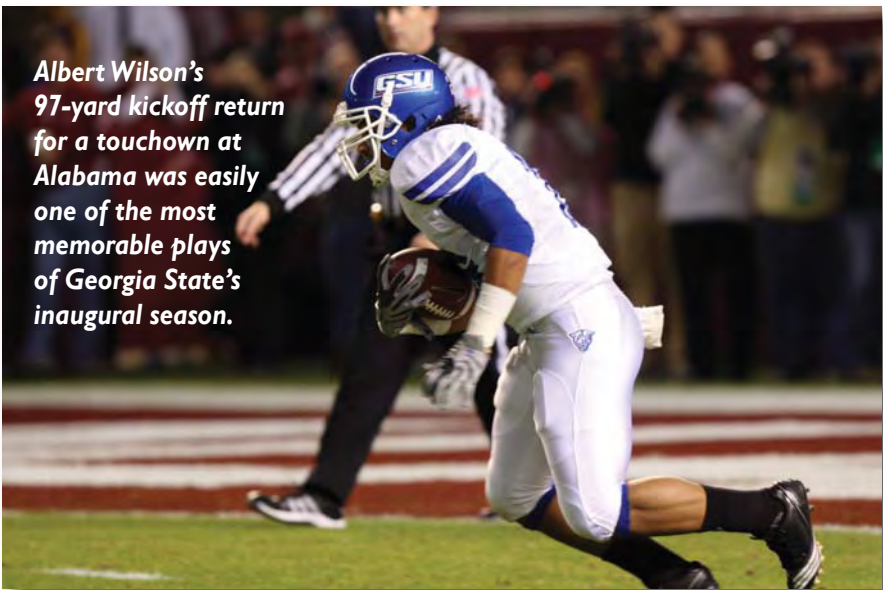 Albert Wilson's
97-yard kickoff return
for a touchown at
Alabama was easily
one of the most
memorable plays
of Georgia State's
inaugural season.
GSU